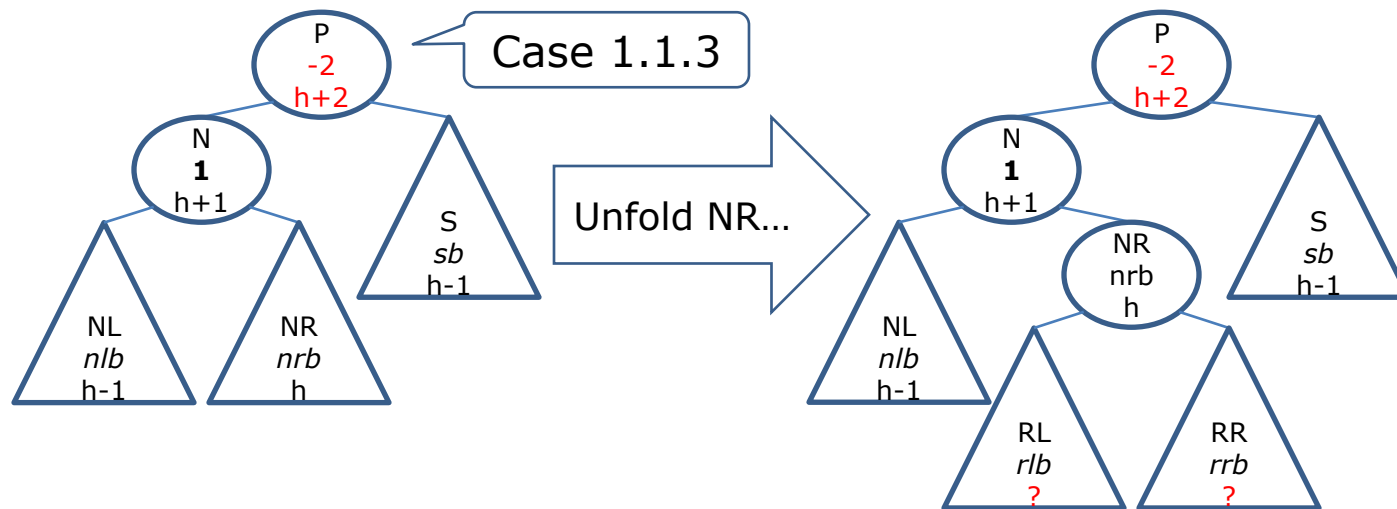 P
-2
h+2
Case 1.1.3
N
1
h+1
S
sb
h-1
NL
nlb
h-1
NR
nrb
h
Unfold NR...
P
-2
h+2
N
1
h+1
S
sb
h-1
NR
nrb
h
NL
nlb
h-1
RL
rlb
?
RR
rrb
?